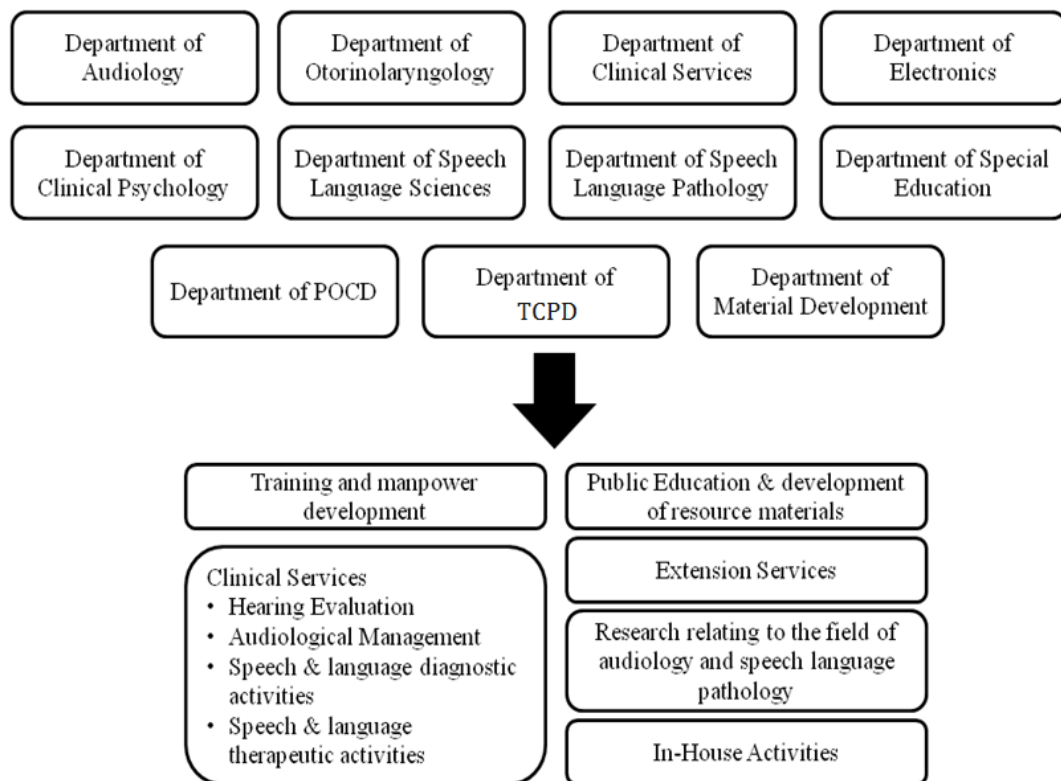 Department of
Audiology
Department of
Otorinolaryngology
Department of
Clinical Services
Department of
Electronics
Department of
Clinical Psychology
Department of Speech
Language Sciences
Department of Speech
Language Pathology
Department of Special
Education
Department of POCD
Department of
TCPD
Department of
Material Development
Training and manpower
development
Public Education & development
of resource materials
Clinical Services
• Hearing Evaluation
• Audiological Management
• Speech & language diagnostic
activities
• Speech & language
therapeutic activities
Extension Services
Research relating to the field of
audiology and speech language
pathology
In-House Activities